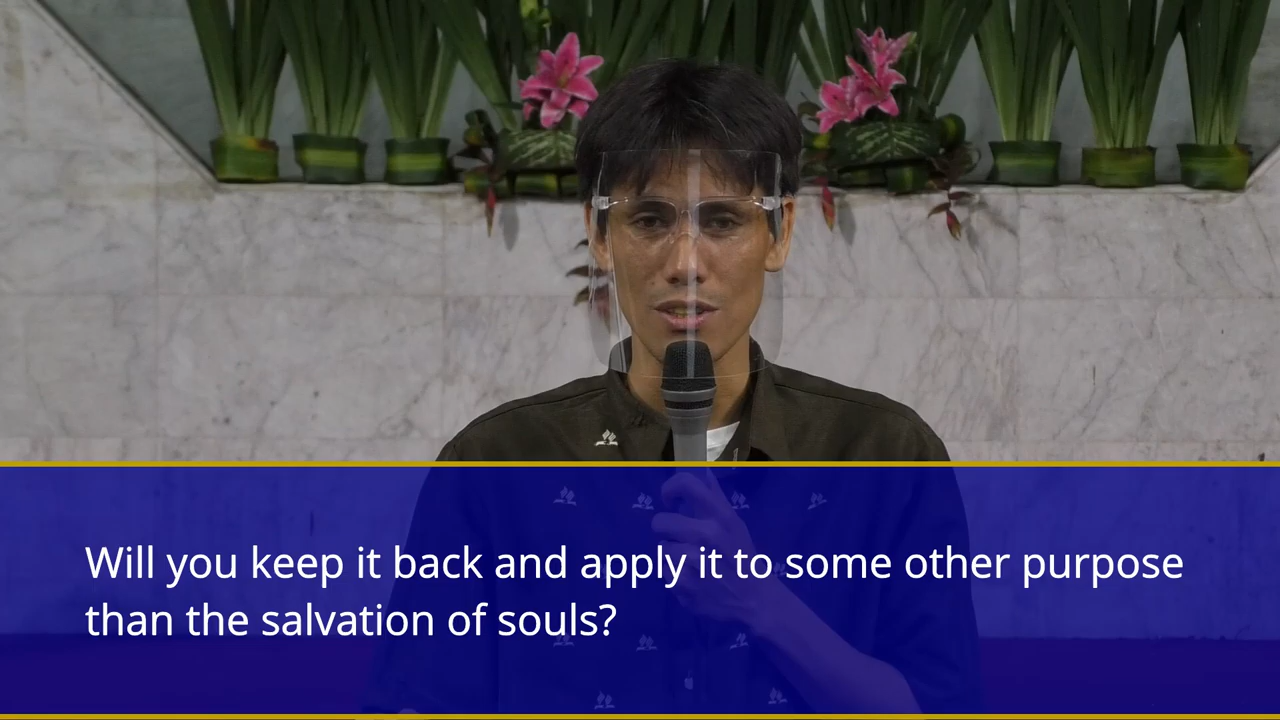 Will you keep it back and apply it to some other purpose
than the salvation of souls?